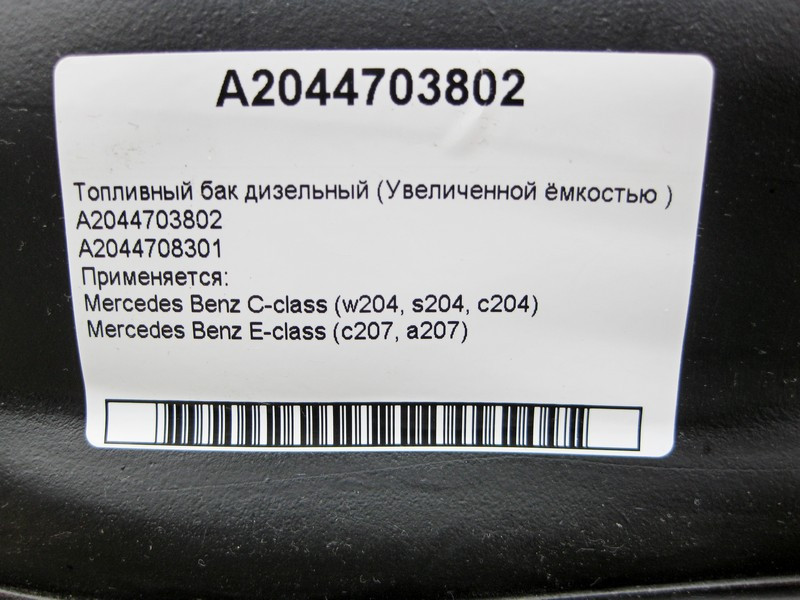 A2044703802
Топливный бак дизельный (Увеличенной ёмкостью )
A2044703802
A2044708301
Применяется:
Mercedes Benz C-class (w204, s204, c204)
Mercedes Benz E-class (c207, a207)